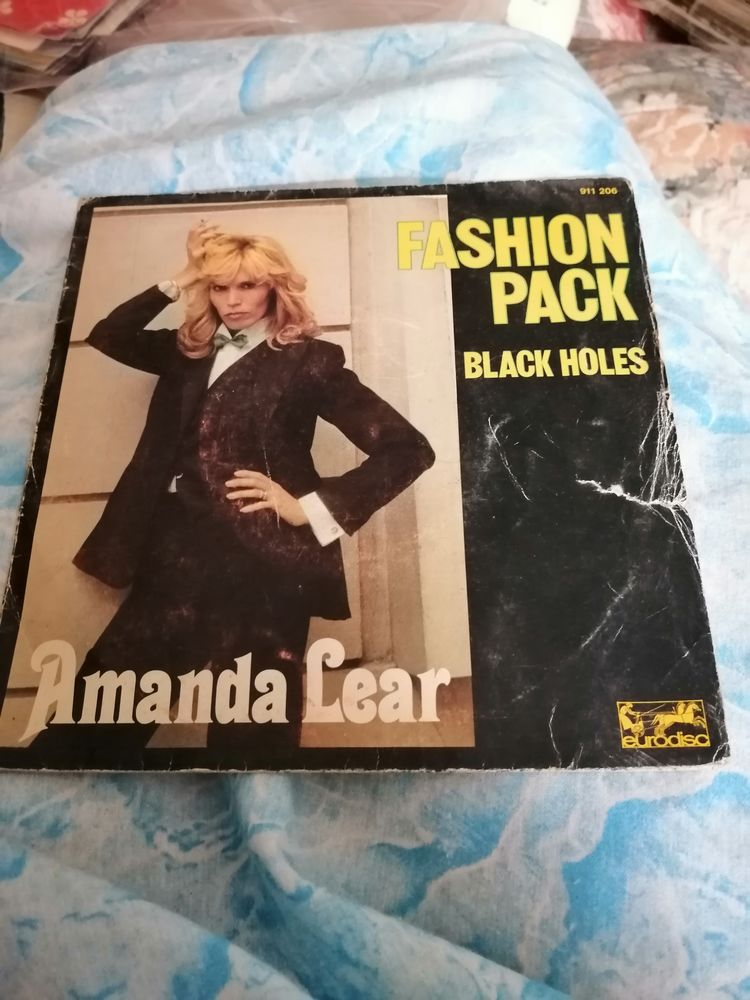 911 206
FASHION
PACK
BLACK HOLES
Amanda Lear
eurodisc